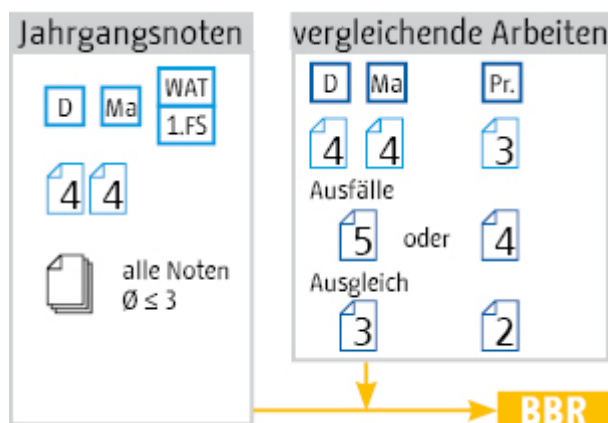 Jahrgangsnoten
D Ma WAT
1.FS
4 4
alle Noten
Ø ≤ 3
vergleichende Arbeiten
D Ma Pr.
4 4 3
Ausfälle
5 oder 4
Ausgleich
3 2
BBR